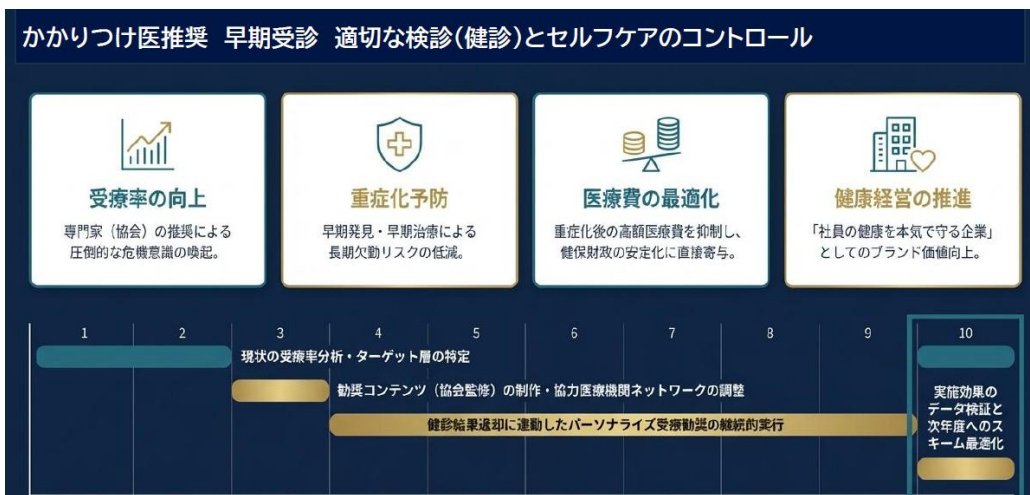 かかりつけ医推奨　早期受診　適切な検診(健診)とセルフケアのコントロール
受療率の向上
専門家（協会）の推奨による
圧倒的な危機意識の喚起。
重症化予防
早期発見・早期治療による
長期欠勤リスクの低減。
医療費の最適化
重症化後の高額医療費を抑制し、
健保財政の安定化に直接寄与。
健康経営の推進
「社員の健康を本気で守る企業」
としてのブランド価値向上。
1 2 3 4 5 6 7 8 9 10
現状の受療率分析・ターゲット層の特定
勧奨コンテンツ（協会監修）の制作・協力医療機関ネットワークの調整
健診結果返却に連動したパーソナライズ受療勧奨の継続的実行
実施効果の
データ検証と
次年度へのス
キーム最適化